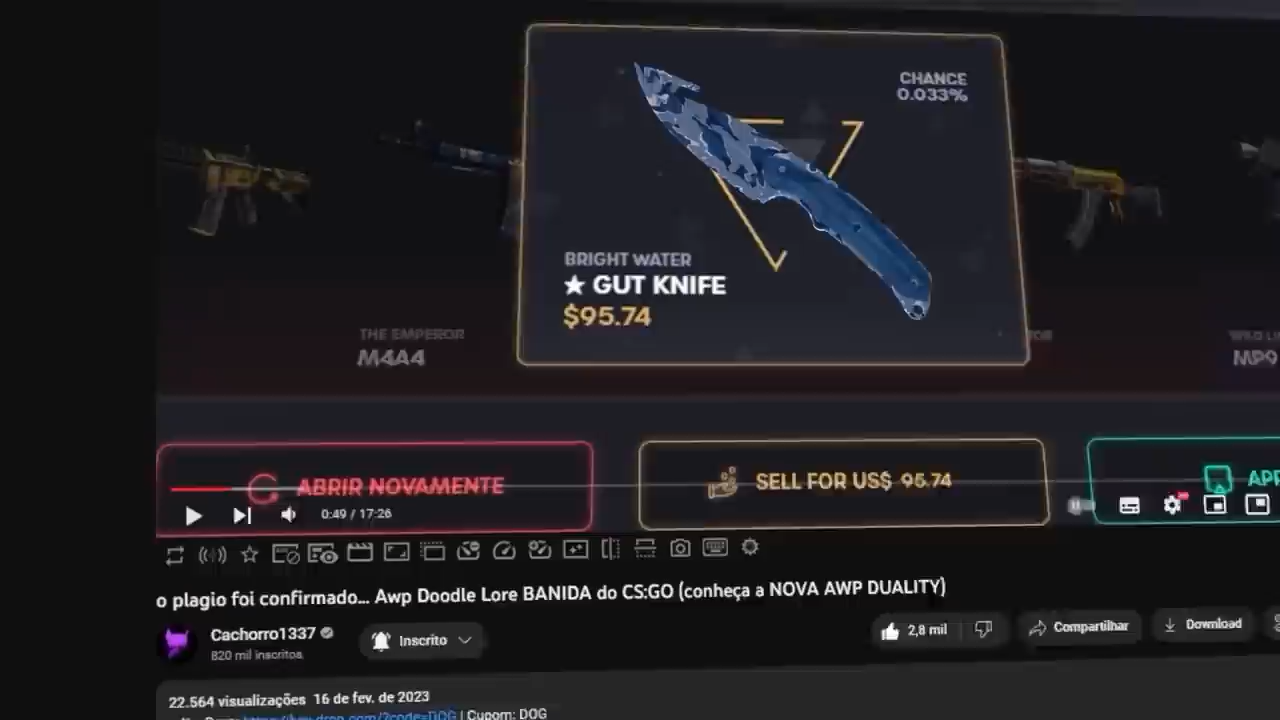 CHANCE
0.033%
BRIGHT WATER
★ GUT KNIFE
$95.74
THE EMPEROR
M4A4
MP9
ABRIR NOVAMENTE
SELL FOR US$ 95.74
0:49 / 17:26
o plagio foi confirmado... Awp Doodle Lore BANIDA do CS:GO (conheça a NOVA AWP DUALITY)
Cachorro1337
820 mil inscritos
Inscrito
2,8 mil
Compartilhar
Download
22.564 visualizações 16 de fev. de 2023
| Cupom: DOG